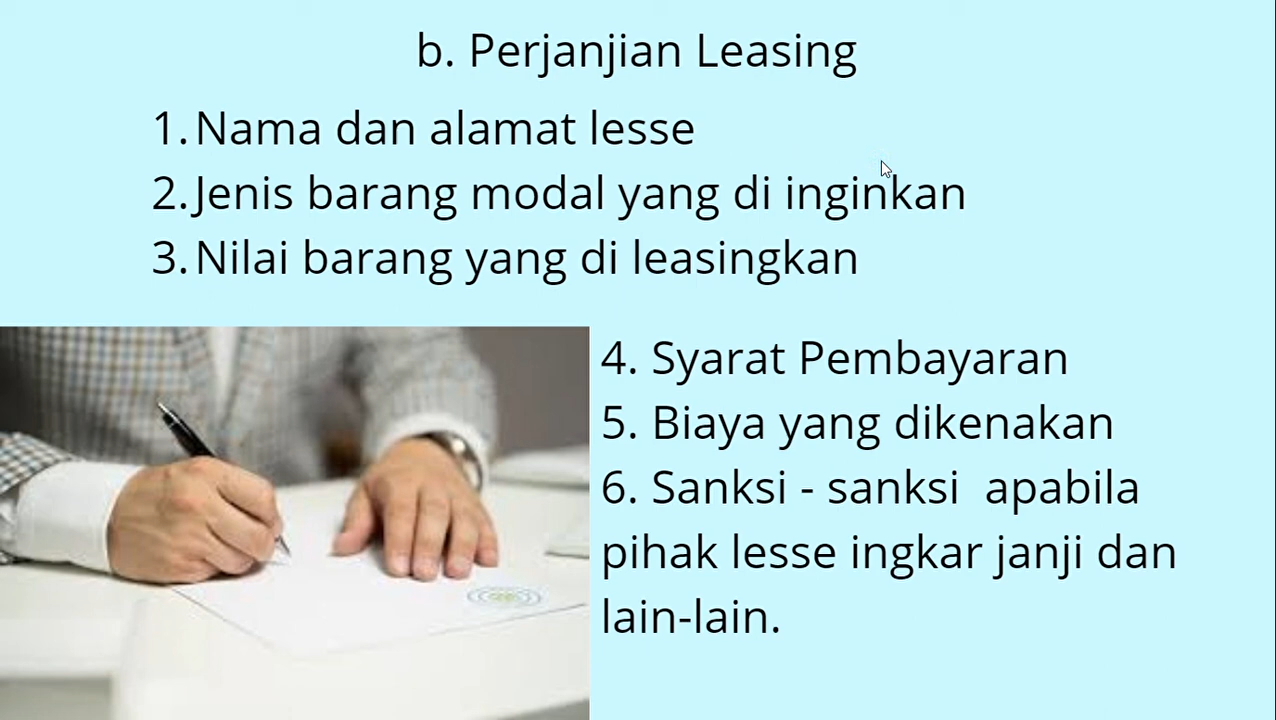 b. Perjanjian Leasing
1. Nama dan alamat lesse
2. Jenis barang modal yang di inginkan
3. Nilai barang yang di leasingkan
4. Syarat Pembayaran
5. Biaya yang dikenakan
6. Sanksi - sanksi  apabila
pihak lesse ingkar janji dan
lain-lain.